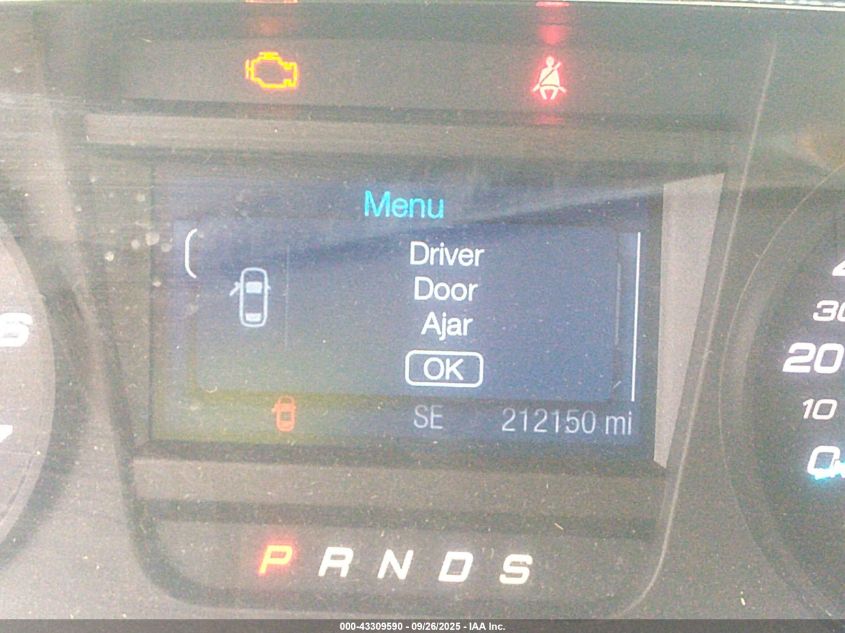 Menu
Driver
Door
Ajar
OK
SE 212150 mi
30
20
10
P R N D S
000-43309590 - 09/26/2025 - IAA Inc.